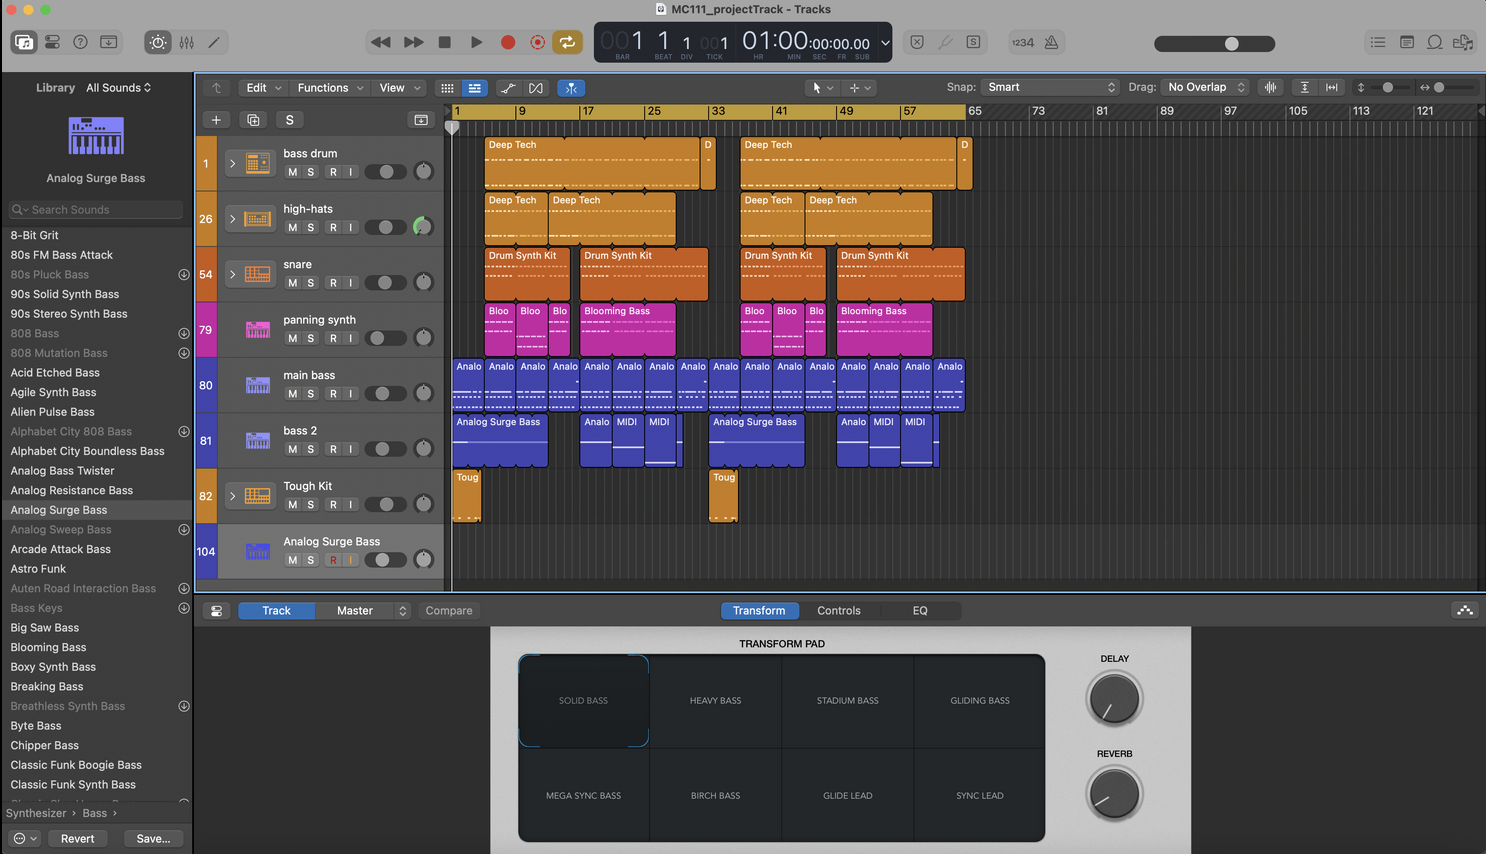 MC111_projectTrack - Tracks
001 1 1 001 01:00:00:00.00
BAR BEAT DIV TICK HR MIN SEC FR SUB
1234
Library All Sounds
Edit Functions View
Snap: Smart Drag: No Overlap
S
1 9 17 25 33 41 49 57 65 73 81 89 97 105 113 121
Analog Surge Bass
Search Sounds
8-Bit Grit
80s FM Bass Attack
80s Pluck Bass
90s Solid Synth Bass
90s Stereo Synth Bass
808 Bass
808 Mutation Bass
Acid Etched Bass
Agile Synth Bass
Alien Pulse Bass
Alphabet City 808 Bass
Alphabet City Boundless Bass
Analog Bass Twister
Analog Resistance Bass
Analog Surge Bass
Analog Sweep Bass
Arcade Attack Bass
Astro Funk
Auten Road Interaction Bass
Bass Keys
Big Saw Bass
Blooming Bass
Boxy Synth Bass
Breaking Bass
Breathless Synth Bass
Byte Bass
Chipper Bass
Classic Funk Boogie Bass
Classic Funk Synth Bass
Synthesizer › Bass ›
Revert Save...
1 bass drum
M S R I
Deep Tech D Deep Tech D
26 high-hats
M S R I
Deep Tech Deep Tech Deep Tech Deep Tech
54 snare
M S R I
Drum Synth Kit Drum Synth Kit Drum Synth Kit Drum Synth Kit
79 panning synth
M S R I
Bloo Bloo Blo Blooming Bass Bloo Bloo Blo Blooming Bass
80 main bass
M S R I
Analo Analo Analo Analo Analo Analo Analo Analo Analo Analo Analo Analo Analo Analo Analo Analo
81 bass 2
M S R I
Analog Surge Bass Analo MIDI MIDI Analog Surge Bass Analo MIDI MIDI
82 Tough Kit
M S R I
Toug Toug
104 Analog Surge Bass
M S R I
Track Master Compare Transform Controls EQ
TRANSFORM PAD
SOLID BASS HEAVY BASS STADIUM BASS GLIDING BASS
MEGA SYNC BASS BIRCH BASS GLIDE LEAD SYNC LEAD
DELAY
REVERB